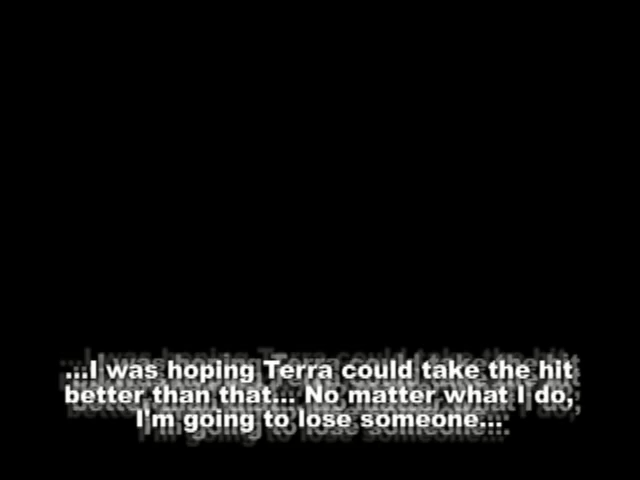 ...I was hoping Terra could take the hit
better than that... No matter what I do,
I'm going to lose someone...